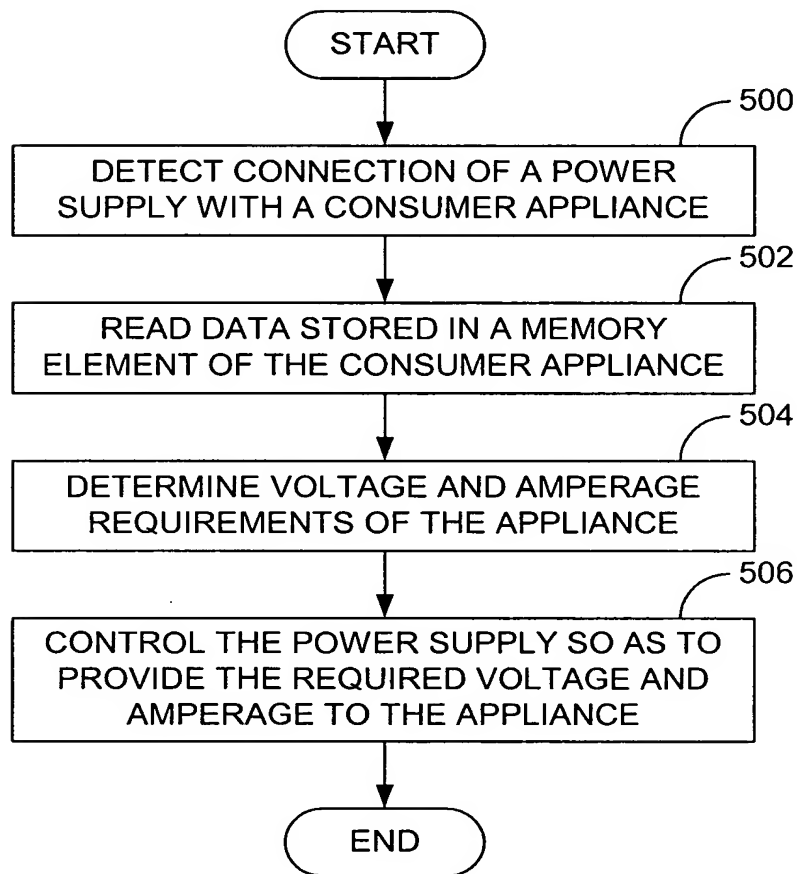 START
500
DETECT CONNECTION OF A POWER
SUPPLY WITH A CONSUMER APPLIANCE
502
READ DATA STORED IN A MEMORY
ELEMENT OF THE CONSUMER APPLIANCE
504
DETERMINE VOLTAGE AND AMPERAGE
REQUIREMENTS OF THE APPLIANCE
506
CONTROL THE POWER SUPPLY SO AS TO
PROVIDE THE REQUIRED VOLTAGE AND
AMPERAGE TO THE APPLIANCE
END